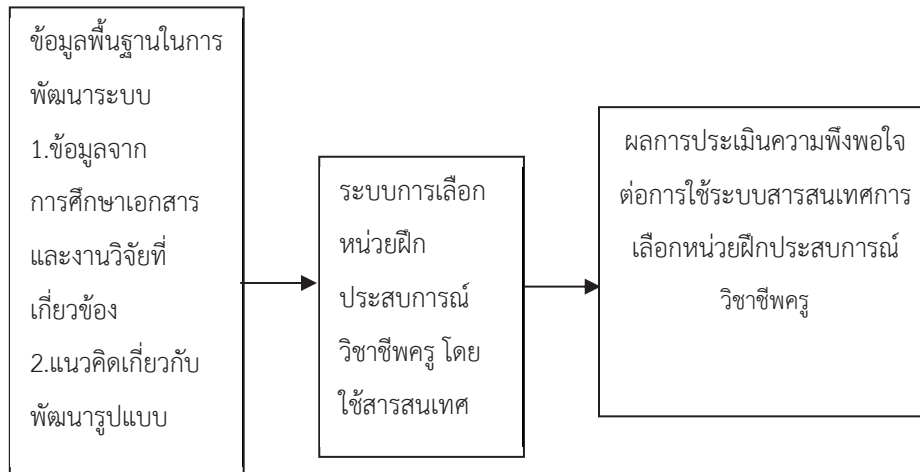 ข้อมูลพื้นฐานในการ
พัฒนาระบบ
1.ข้อมูลจาก
การศึกษาเอกสาร
และงานวิจัยที่
เกี่ยวข้อง
2.แนวคิดเกี่ยวกับ
พัฒนารูปแบบ
ระบบการเลือก
หน่วยฝึก
ประสบการณ์
วิชาชีพครู โดย
ใช้สารสนเทศ
ผลการประเมินความพึงพอใจ
ต่อการใช้ระบบสารสนเทศการ
เลือกหน่วยฝึกประสบการณ์
วิชาชีพครู